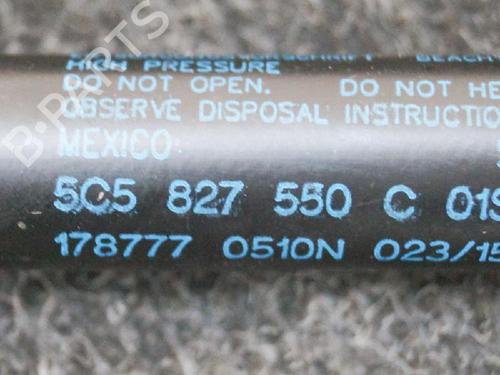 BEACH
HIGH PRESSURE
DO NOT OPEN. DO NOT HE
OBSERVE DISPOSAL INSTRUCTIO
MEXICO
5C5 827 550 C 01S
178777 0510N 023/15
B-PARTS